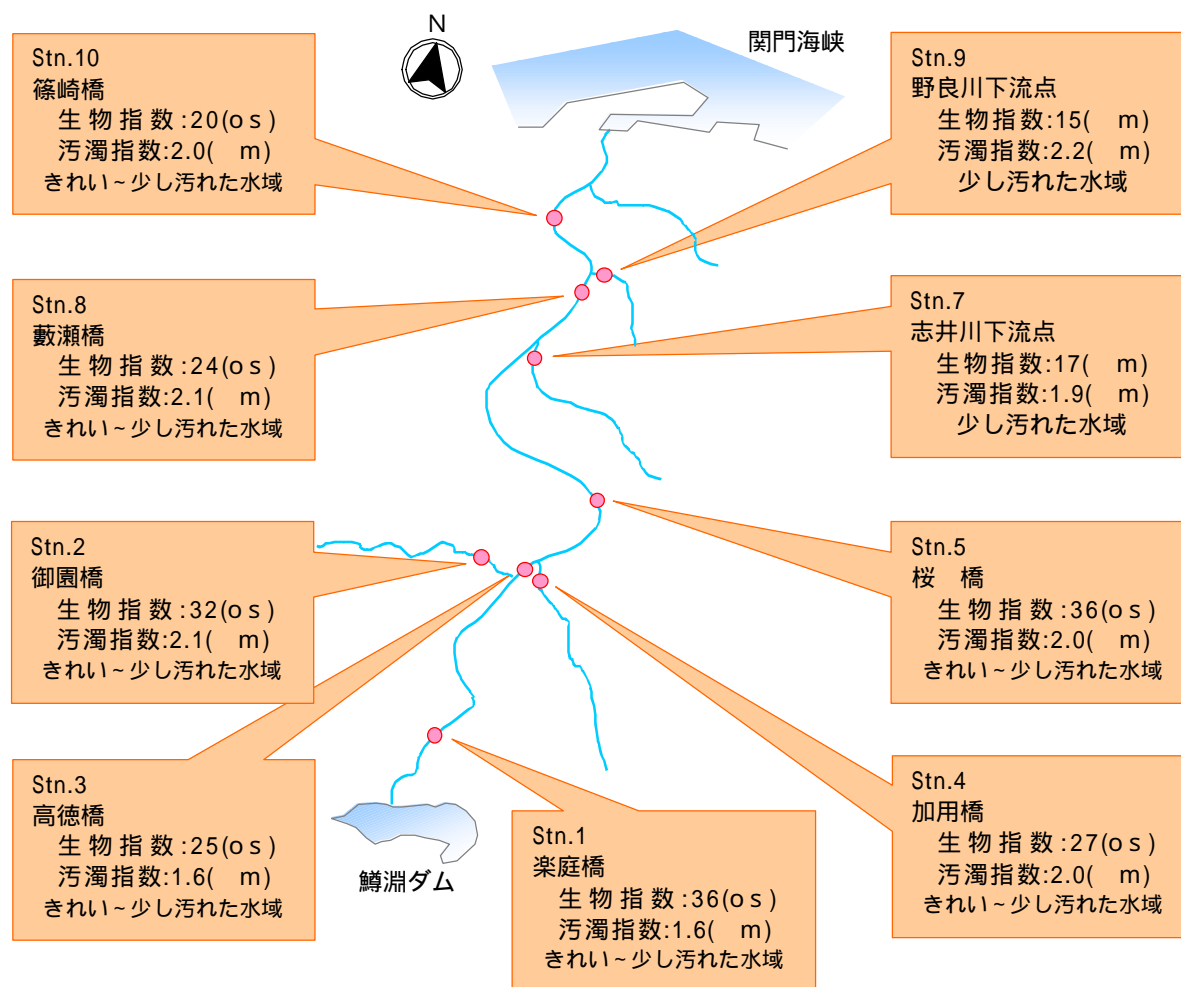 N
関門海峡
Stn.10
篠崎橋
生物指数:20(os)
汚濁指数:2.0(　m)
きれい~少し汚れた水域
Stn.9
野良川下流点
生物指数:15(　m)
汚濁指数:2.2(　m)
少し汚れた水域
Stn.8
藪瀬橋
生物指数:24(os)
汚濁指数:2.1(　m)
きれい~少し汚れた水域
Stn.7
志井川下流点
生物指数:17(　m)
汚濁指数:1.9(　m)
少し汚れた水域
Stn.2
御園橋
生物指数:32(os)
汚濁指数:2.1(　m)
きれい~少し汚れた水域
Stn.5
桜　橋
生物指数:36(os)
汚濁指数:2.0(　m)
きれい~少し汚れた水域
Stn.3
高徳橋
生物指数:25(os)
汚濁指数:1.6(　m)
きれい~少し汚れた水域
鱒淵ダム
Stn.1
楽庭橋
生物指数:36(os)
汚濁指数:1.6(　m)
きれい~少し汚れた水域
Stn.4
加用橋
生物指数:27(os)
汚濁指数:2.0(　m)
きれい~少し汚れた水域